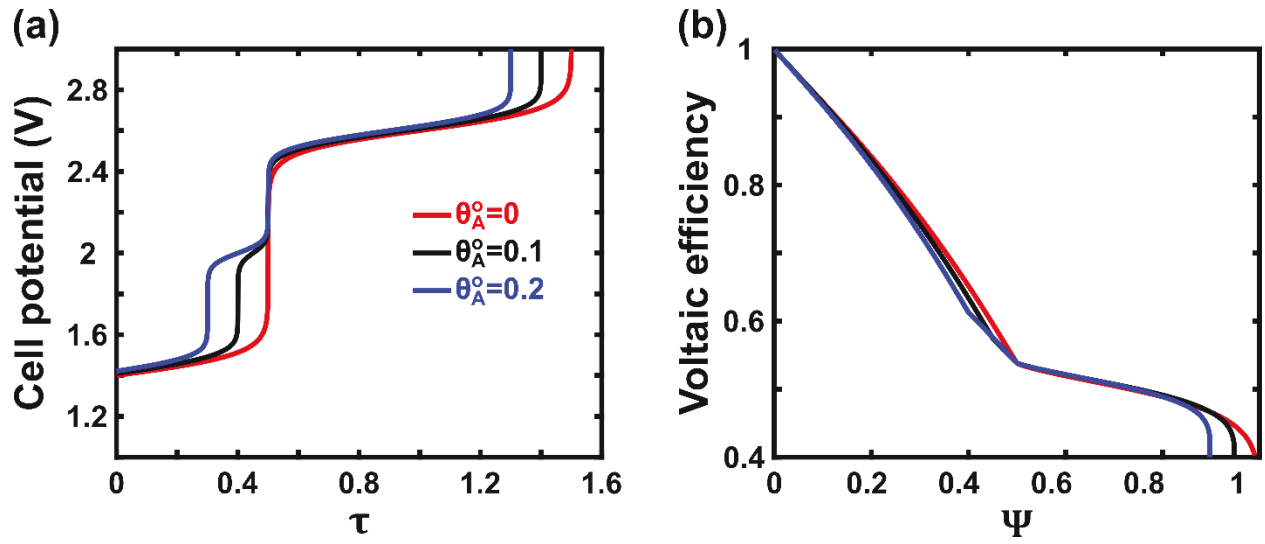 (a)
Cell potential (V)
2.8
2.4
2
1.6
1.2
0 0.4 0.8 1.2 1.6
τ
θ°A=0
θ°A=0.1
θ°A=0.2
(b)
Voltaic efficiency
1
0.8
0.6
0.4
0 0.2 0.4 0.6 0.8 1
Ψ